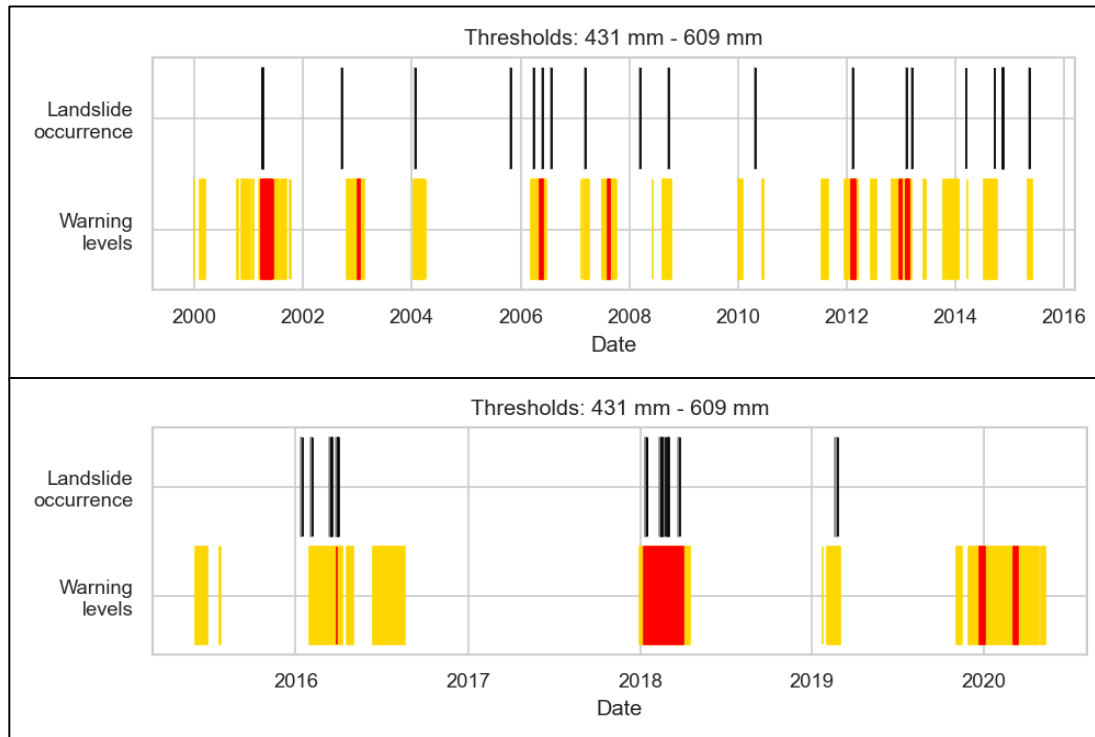 Thresholds: 431 mm - 609 mm
Landslide
occurrence
Warning
levels
2000 2002 2004 2006 2008 2010 2012 2014 2016
Date
Thresholds: 431 mm - 609 mm
Landslide
occurrence
Warning
levels
2016 2017 2018 2019 2020
Date